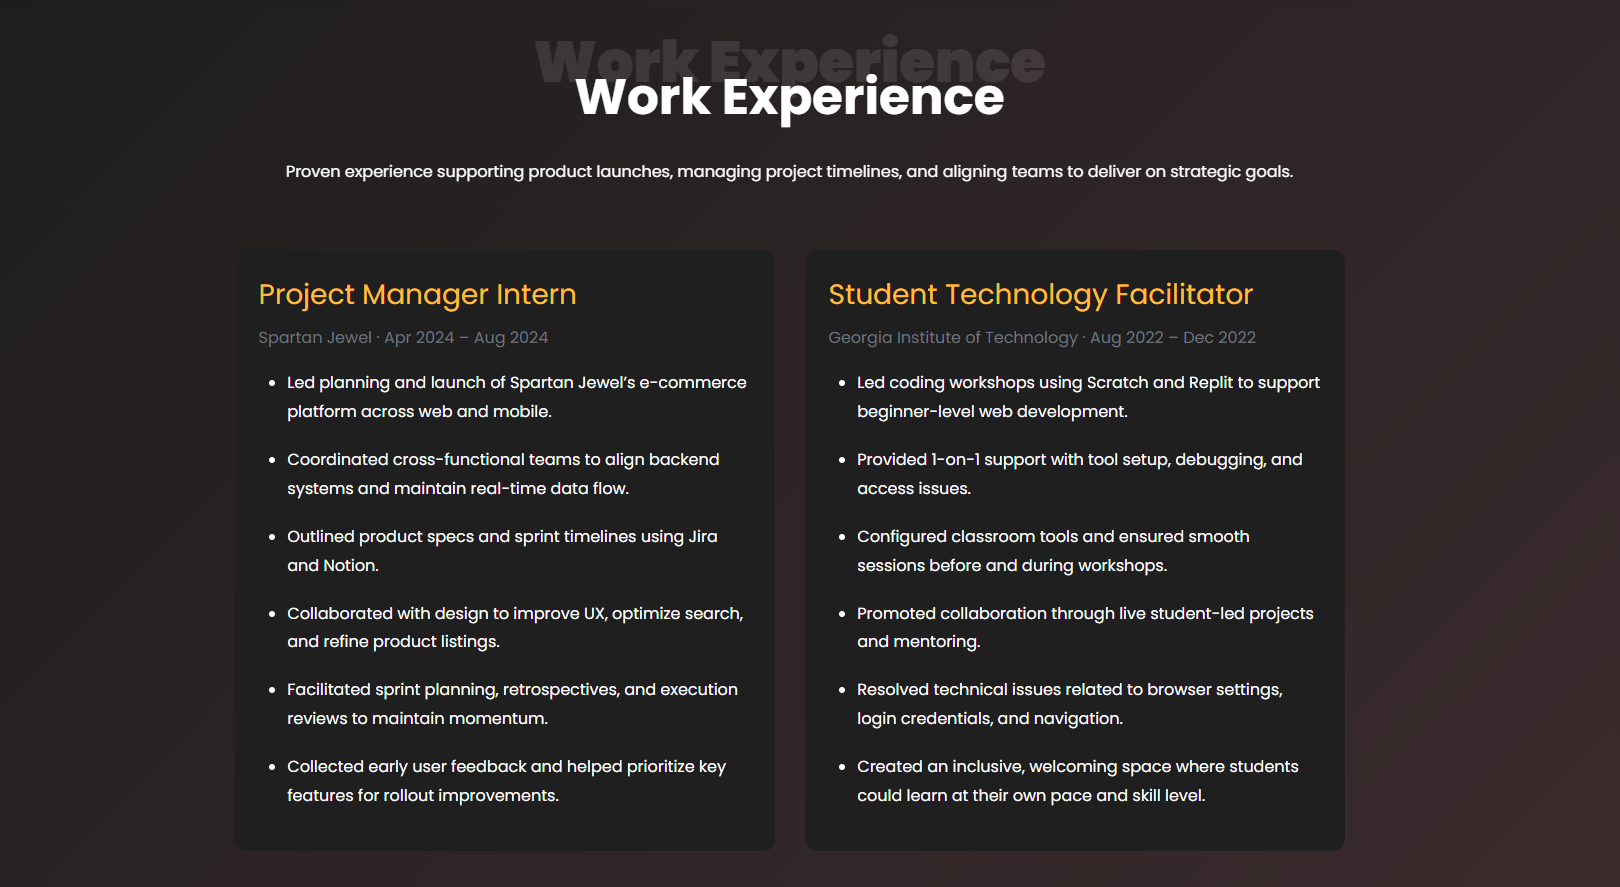 Work Experience
Work Experience
Proven experience supporting product launches, managing project timelines, and aligning teams to deliver on strategic goals.
Project Manager Intern
Spartan Jewel · Apr 2024 – Aug 2024
• Led planning and launch of Spartan Jewel’s e-commerce
platform across web and mobile.
• Coordinated cross-functional teams to align backend
systems and maintain real-time data flow.
• Outlined product specs and sprint timelines using Jira
and Notion.
• Collaborated with design to improve UX, optimize search,
and refine product listings.
• Facilitated sprint planning, retrospectives, and execution
reviews to maintain momentum.
• Collected early user feedback and helped prioritize key
features for rollout improvements.
Student Technology Facilitator
Georgia Institute of Technology · Aug 2022 – Dec 2022
• Led coding workshops using Scratch and Replit to support
beginner-level web development.
• Provided 1-on-1 support with tool setup, debugging, and
access issues.
• Configured classroom tools and ensured smooth
sessions before and during workshops.
• Promoted collaboration through live student-led projects
and mentoring.
• Resolved technical issues related to browser settings,
login credentials, and navigation.
• Created an inclusive, welcoming space where students
could learn at their own pace and skill level.